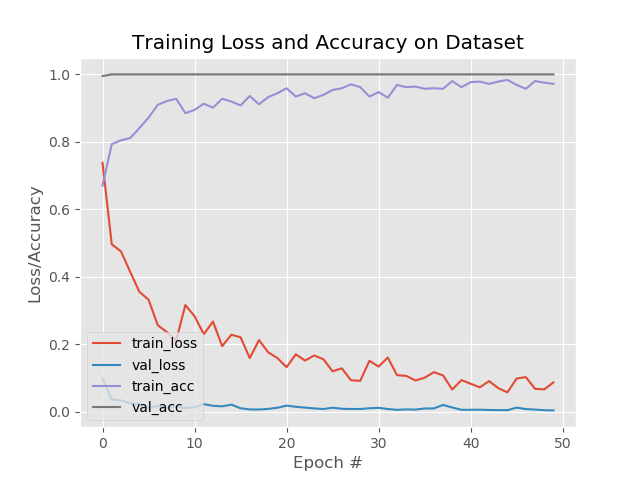 Training Loss and Accuracy on Dataset
1.0
0.8
0.6
0.4
0.2
0.0
Loss/Accuracy
train_loss
val_loss
train_acc
val_acc
0 10 20 30 40 50
Epoch #